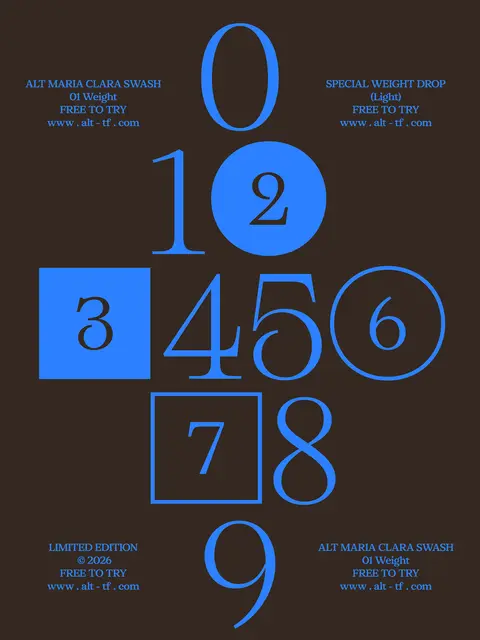 0
ALT MARIA CLARA SWASH
01 Weight
FREE TO TRY
www . alt - tf . com
SPECIAL WEIGHT DROP
(Light)
FREE TO TRY
www . alt - tf . com
1 2
3 4 5 6
7 8
9
LIMITED EDITION
© 2026
FREE TO TRY
www . alt - tf . com
ALT MARIA CLARA SWASH
01 Weight
FREE TO TRY
www . alt - tf . com